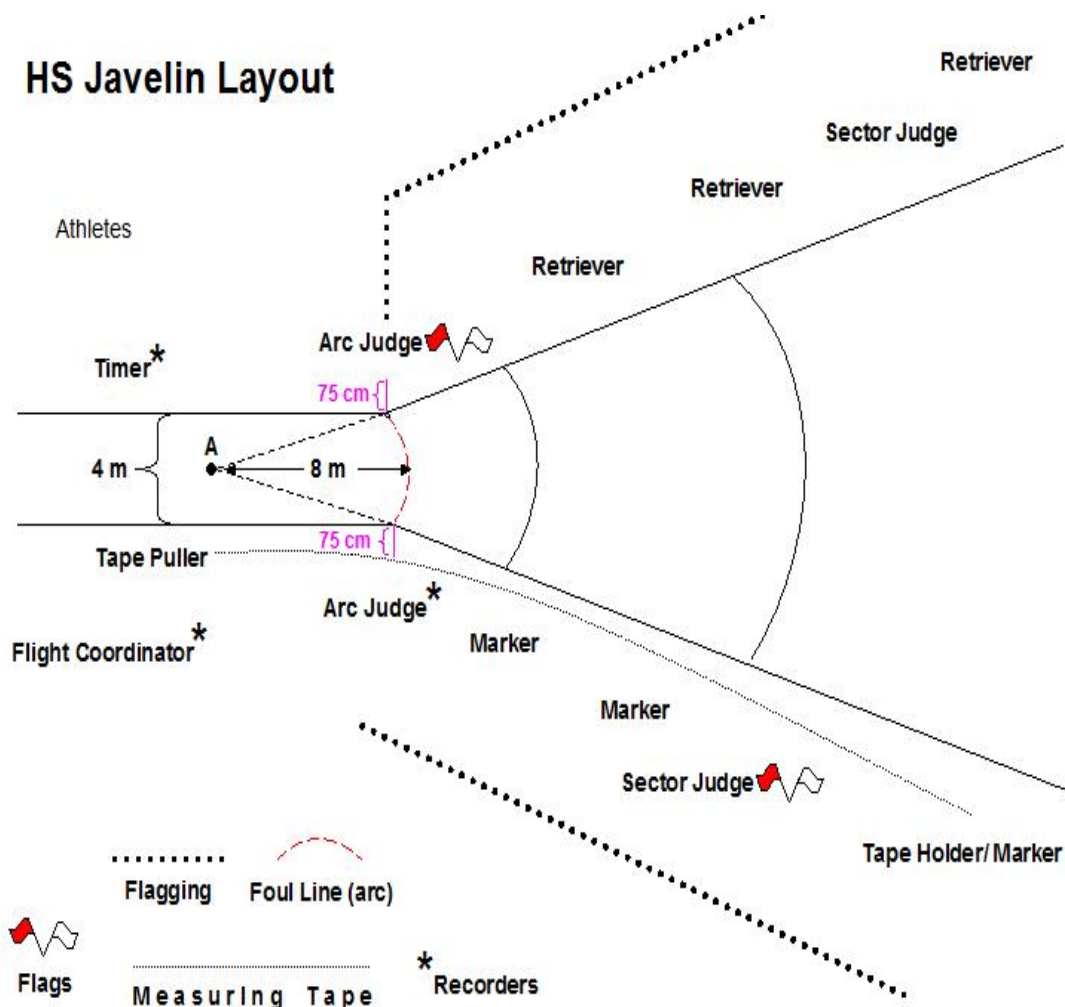 HS Javelin Layout
Retriever
Sector Judge
Retriever
Athletes
Retriever
Arc Judge
Timer*
75 cm
A
4 m
8 m
75 cm
Tape Puller
Arc Judge*
Flight Coordinator*
Marker
Marker
Sector Judge
Tape Holder/ Marker
Flagging
Foul Line (arc)
Flags
Measuring Tape
*Recorders